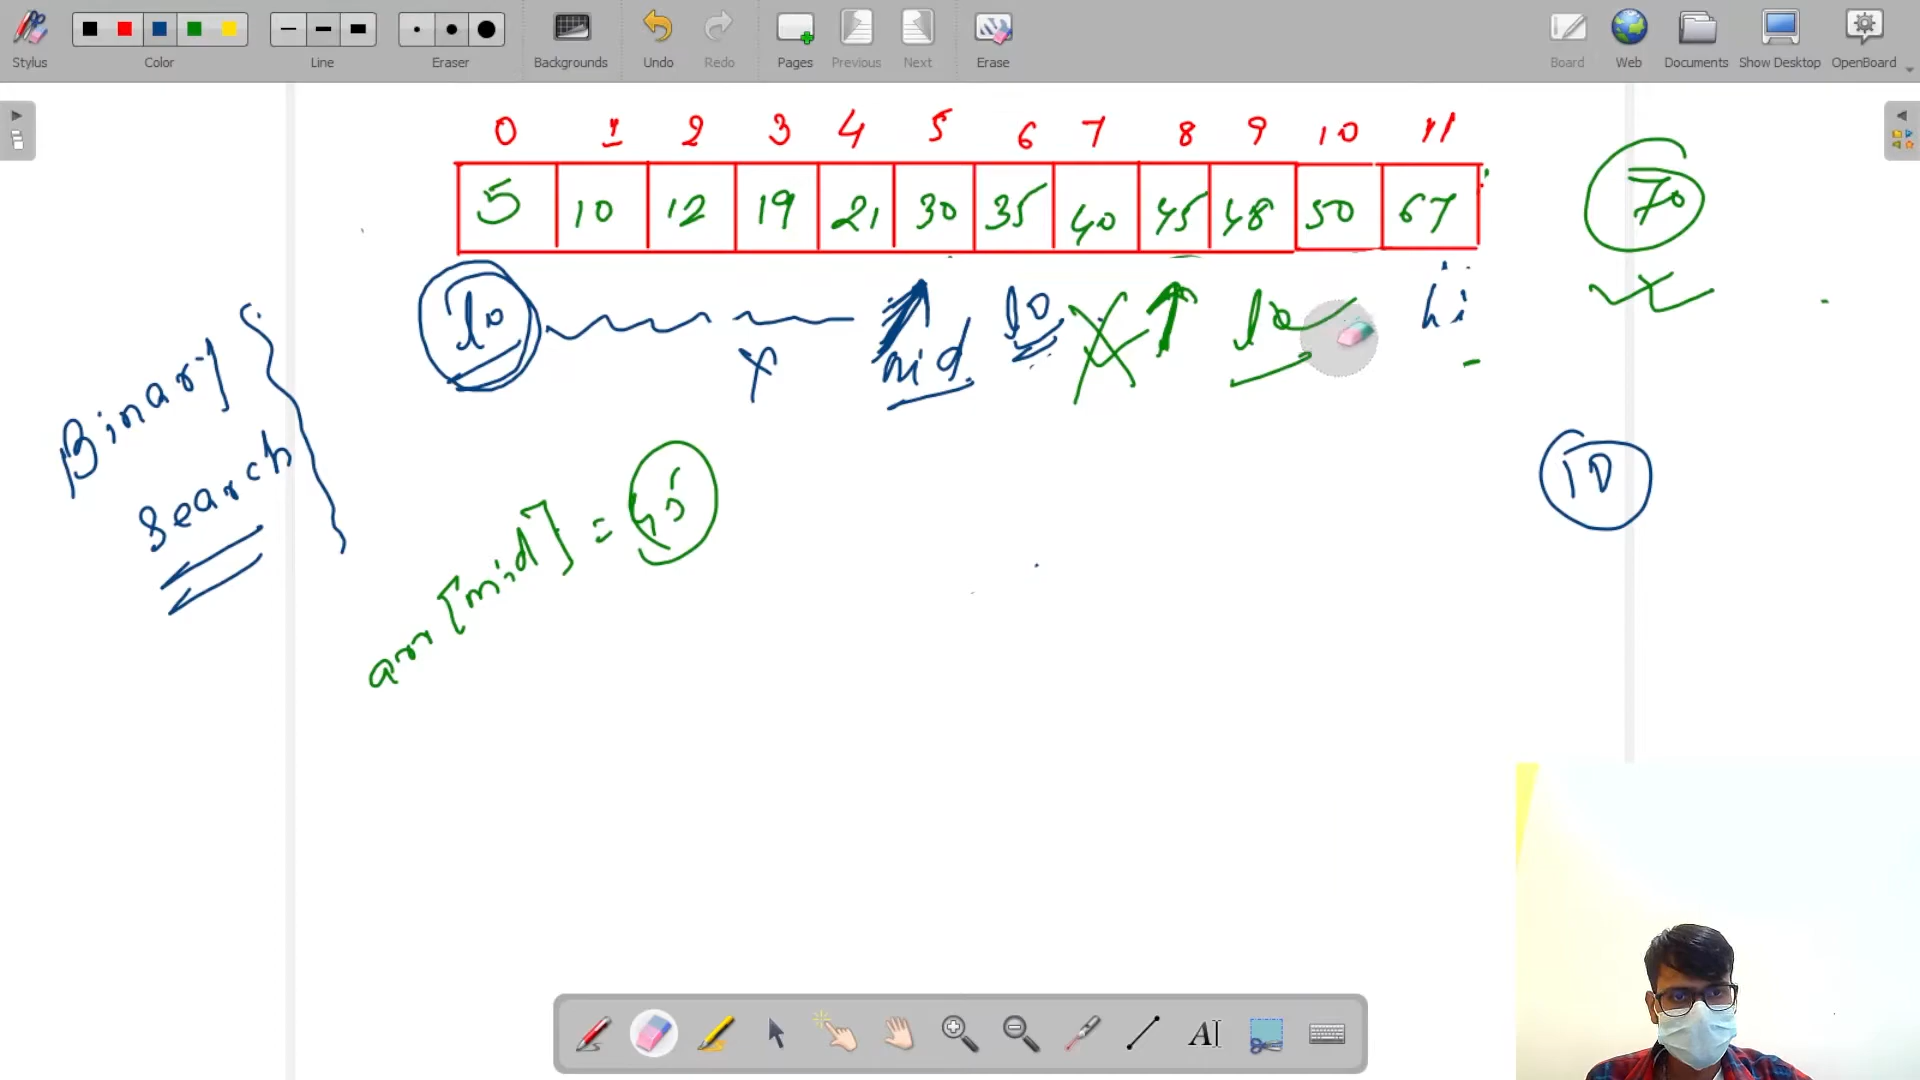 Stylus
Color
Line
Eraser
Backgrounds
Undo
Redo
Pages
Previous
Next
Erase
Board
Web
Documents
Show Desktop
OpenBoard
0 1 2 3 4 5 6 7 8 9 10 11
5 10 12 19 21 30 35 40 45 48 50 67
70
lo mid lo lo hi
x
Binary
Search
10
arr[mid] = 45